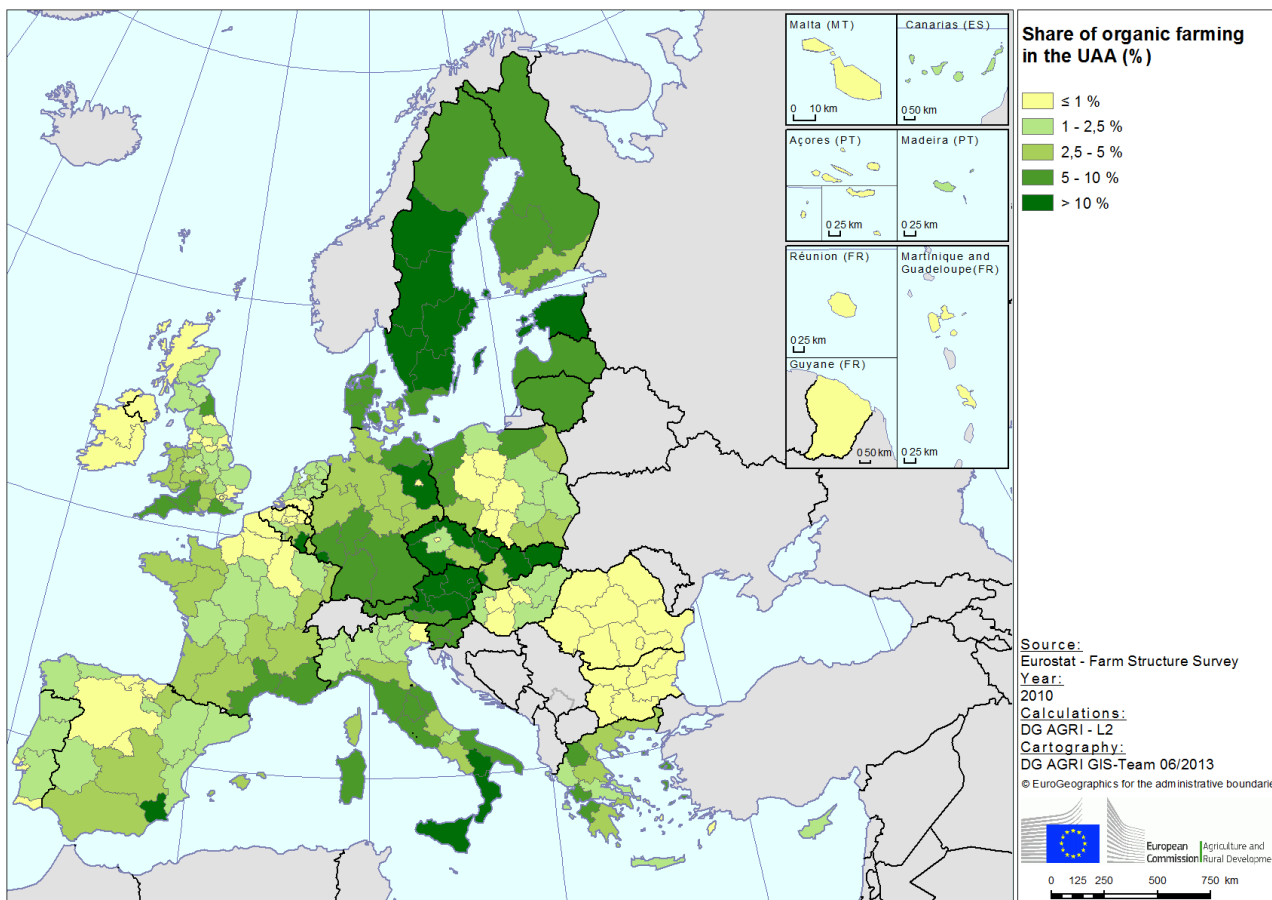 Malta (MT)
0 10 km
Canarias (ES)
0 50 km
Açores (PT)
0 25 km
Madeira (PT)
0 25 km
Réunion (FR)
0 25 km
Martinique and
Guadeloupe(FR)
0 25 km
Guyane (FR)
0 50 km
Share of organic farming
in the UAA (%)
≤ 1 %
1 - 2,5 %
2,5 - 5 %
5 - 10 %
> 10 %
Source:
Eurostat - Farm Structure Survey
Year:
2010
Calculations:
DG AGRI - L2
Cartography:
DG AGRI GIS-Team 06/2013
© EuroGeographics for the administrative boundarie
European
Commission
Agriculture and
Rural Developme
0 125 250 500 750 km